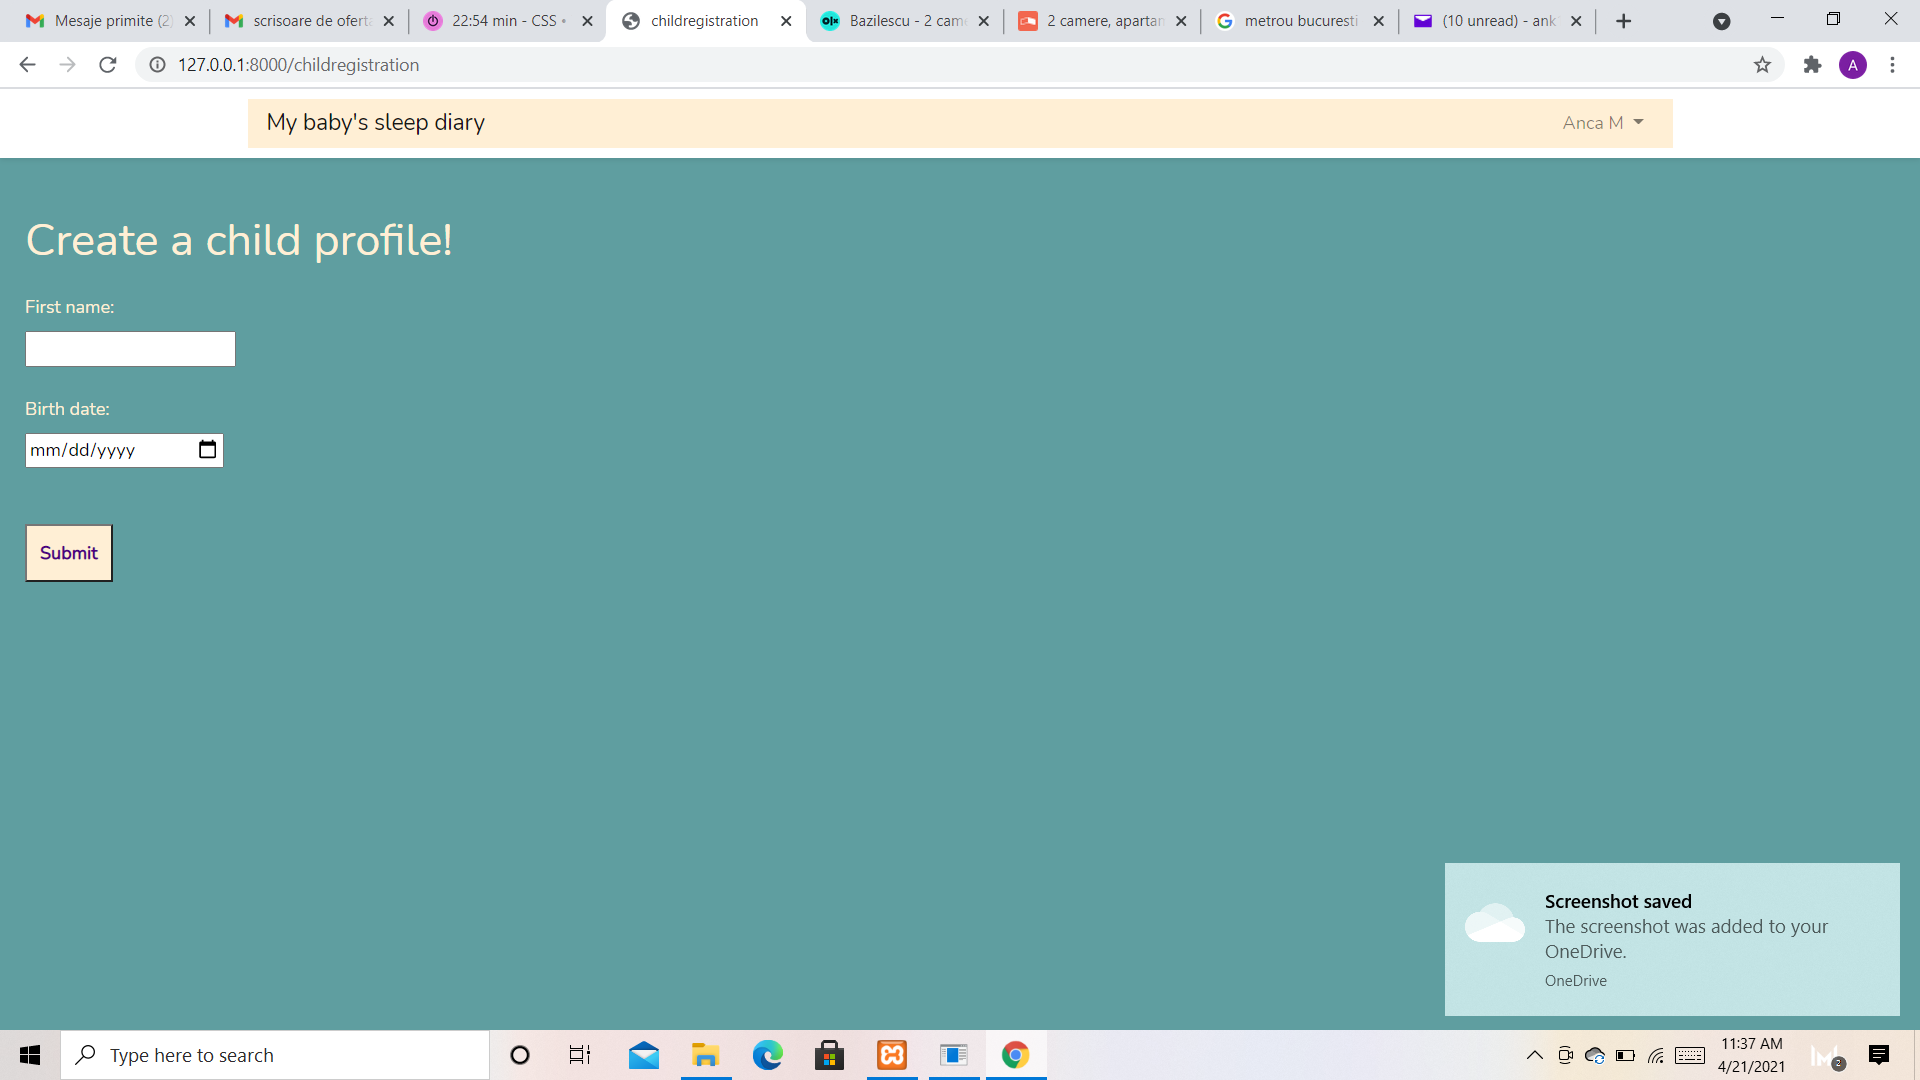 Mesaje primite (2)
scrisoare de oferta
22:54 min - CSS •
childregistration
Bazilescu - 2 cam
2 camere, apartam
metrou bucuresti
(10 unread) - ank
127.0.0.1:8000/childregistration
A
My baby's sleep diary
Anca M
Create a child profile!
First name:
Birth date:
mm/dd/yyyy
Submit
Screenshot saved
The screenshot was added to your
OneDrive.
OneDrive
Type here to search
11:37 AM
4/21/2021
2